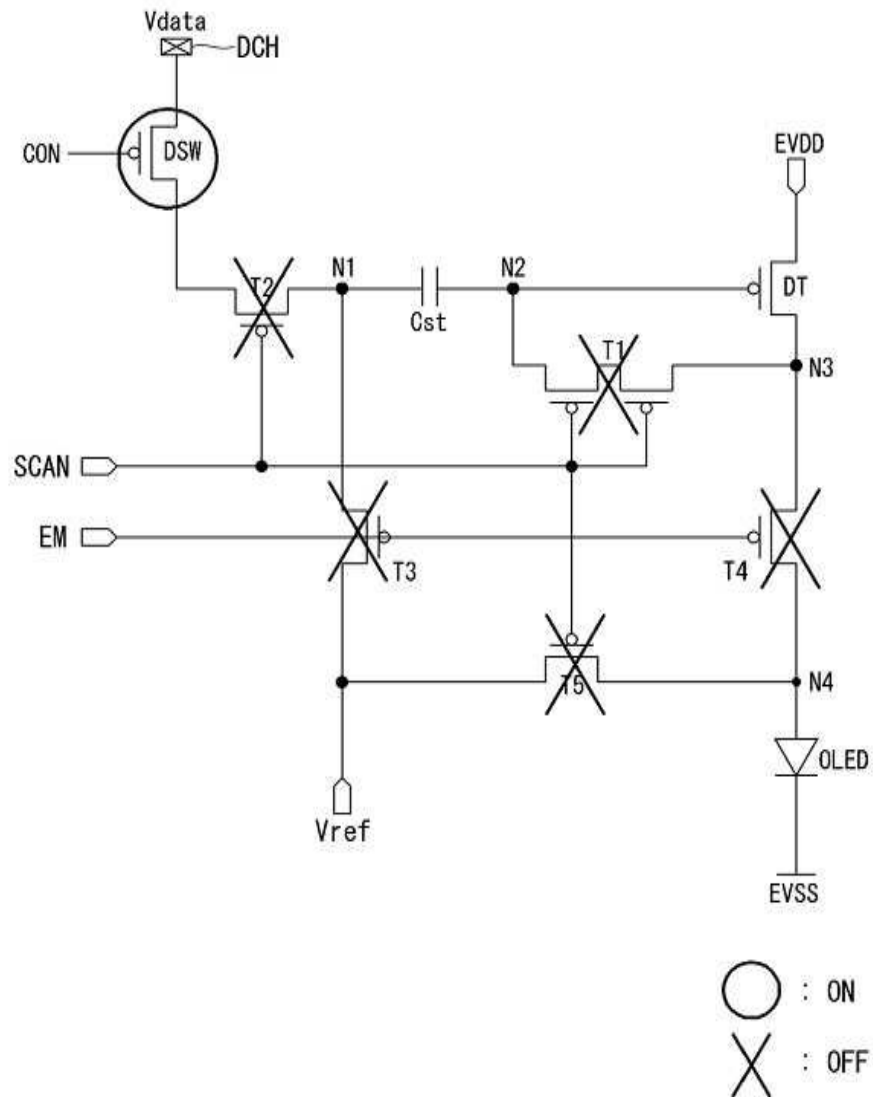 Vdata
DCH
CON
DSW
EVDD
T2
N1
N2
Cst
DT
T1
N3
SCAN
EM
T3
T4
T5
N4
OLED
Vref
EVSS
: ON
: OFF